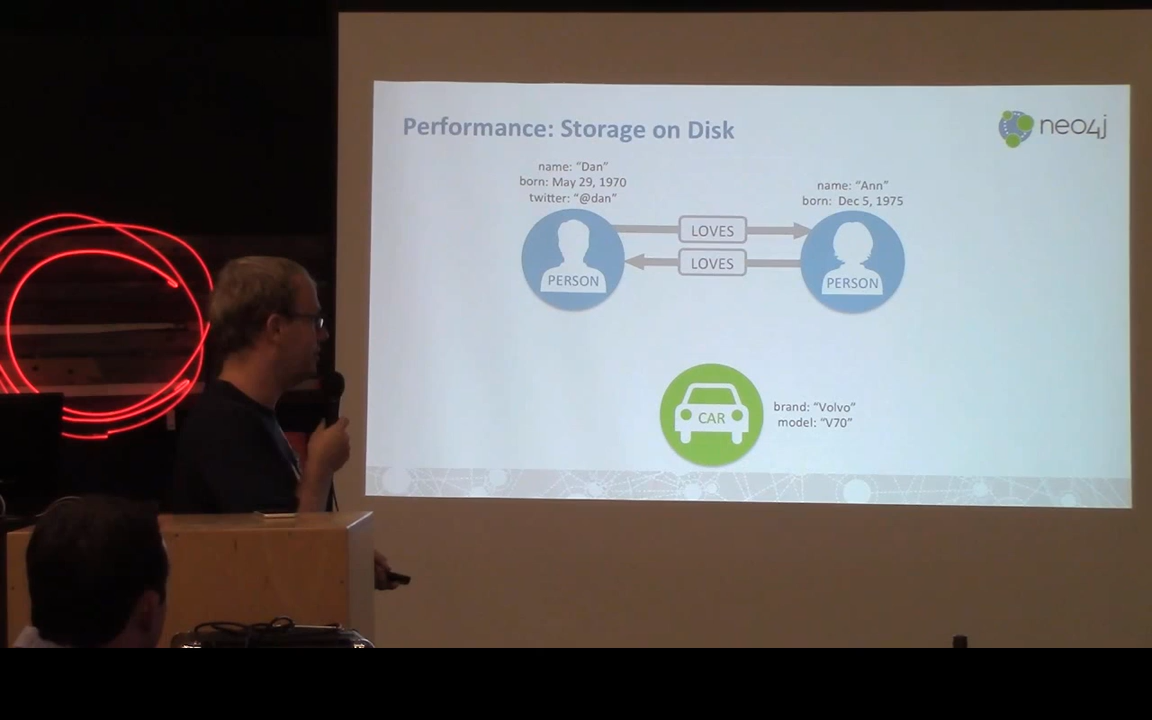 Performance: Storage on Disk
neo4j
name: “Dan”
born: May 29, 1970
twitter: “@dan”
name: “Ann”
born:  Dec 5, 1975
LOVES
LOVES
PERSON
PERSON
CAR
brand: “Volvo”
model: “V70”